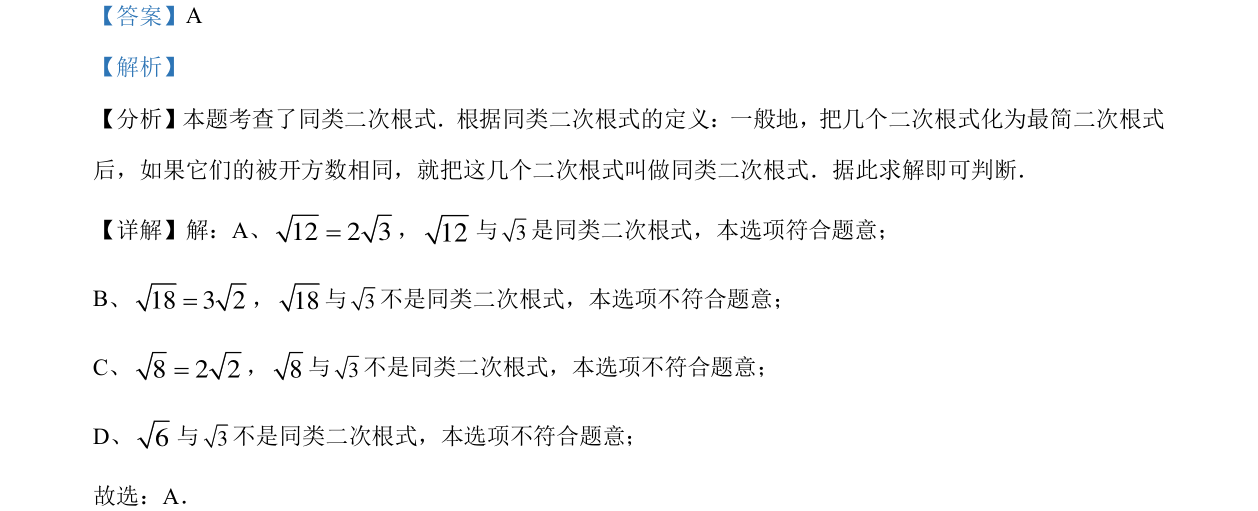 【答案】A
【解析】
【分析】本题考查了同类二次根式．根据同类二次根式的定义：一般地，把几个二次根式化为最简二次根式
后，如果它们的被开方数相同，就把这几个二次根式叫做同类二次根式．据此求解即可判断．
【详解】解：A、√12 = 2√3，√12 与 √3 是同类二次根式，本选项符合题意；
B、√18 = 3√2，√18 与 √3 不是同类二次根式，本选项不符合题意；
C、√8 = 2√2，√8 与 √3 不是同类二次根式，本选项不符合题意；
D、√6 与 √3 不是同类二次根式，本选项不符合题意；
故选：A．